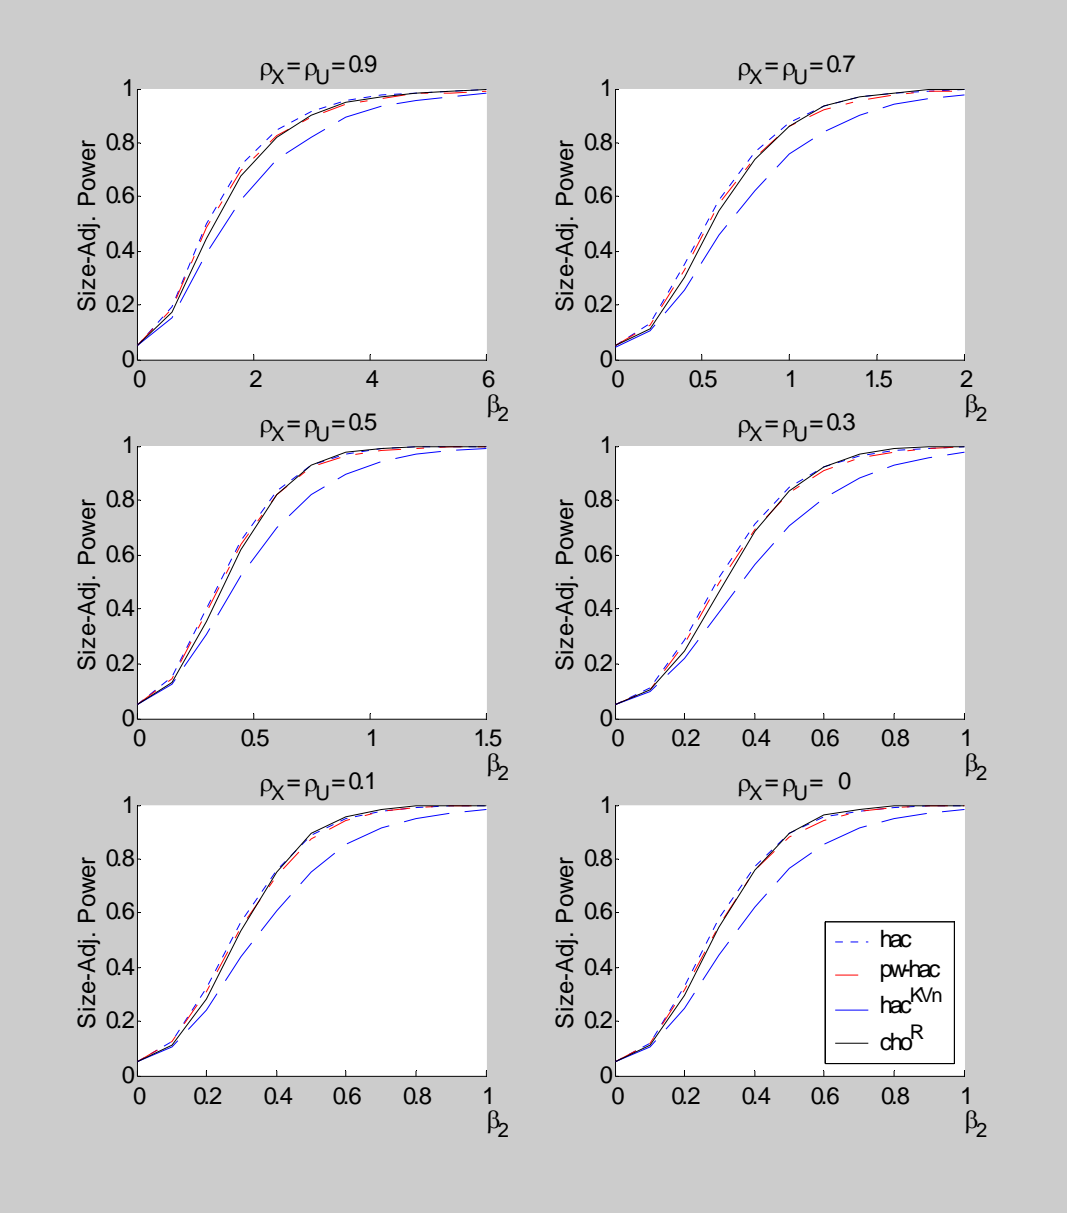 ρX = ρU = 0.9
ρX = ρU = 0.7
Size-Adj. Power
1
0.8
0.6
0.4
0.2
0
0 2 4 6
β2
Size-Adj. Power
1
0.8
0.6
0.4
0.2
0
0 0.5 1 1.5 2
β2
ρX = ρU = 0.5
ρX = ρU = 0.3
Size-Adj. Power
1
0.8
0.6
0.4
0.2
0
0 0.5 1 1.5
β2
Size-Adj. Power
1
0.8
0.6
0.4
0.2
0
0 0.2 0.4 0.6 0.8 1
β2
ρX = ρU = 0.1
ρX = ρU = 0
Size-Adj. Power
1
0.8
0.6
0.4
0.2
0
0 0.2 0.4 0.6 0.8 1
β2
Size-Adj. Power
1
0.8
0.6
0.4
0.2
0
0 0.2 0.4 0.6 0.8 1
β2
hac
pw-hac
hac^KVn
cho^R